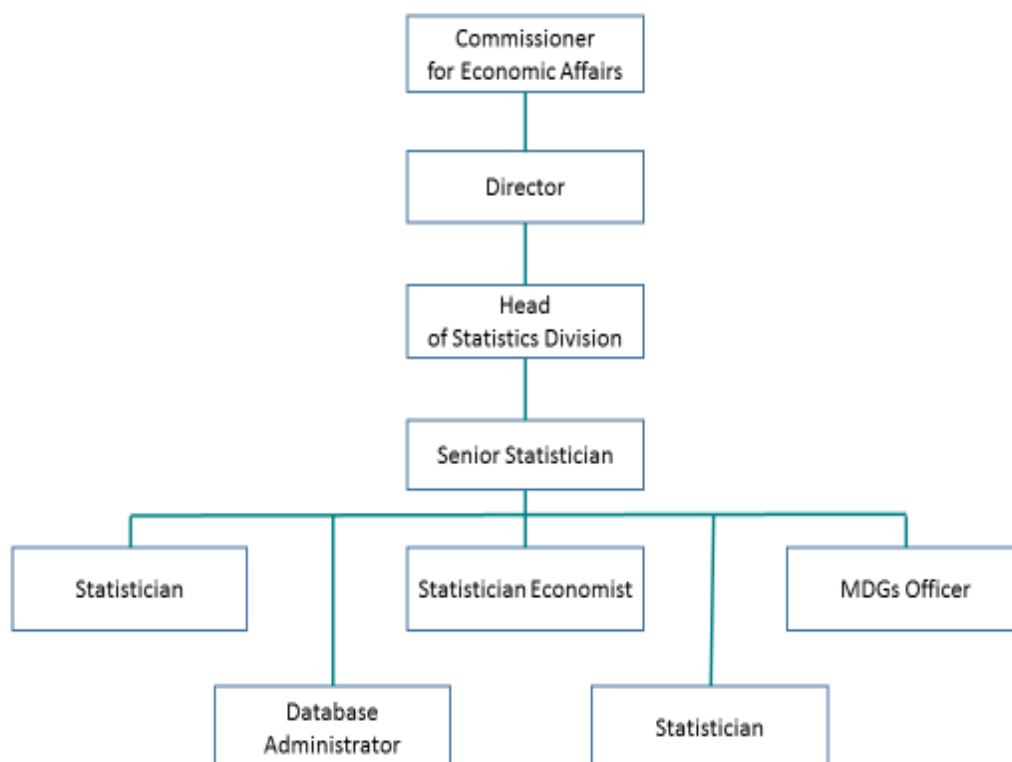 Commissioner
for Economic Affairs
Director
Head
of Statistics Division
Senior Statistician
Statistician
Statistician Economist
MDGs Officer
Database
Administrator
Statistician